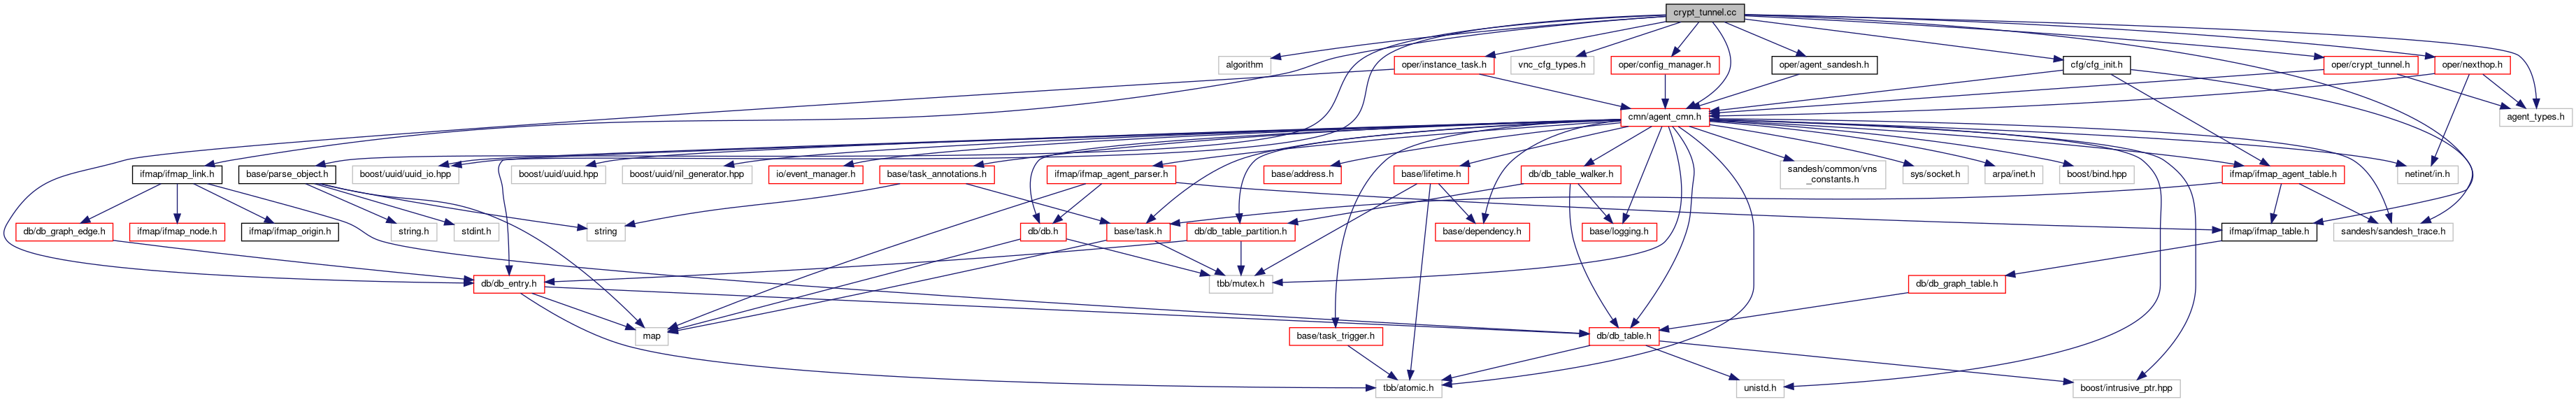 crypt_tunnel.cc
algorithm
oper/instance_task.h
vnc_cfg_types.h
oper/config_manager.h
oper/agent_sandesh.h
cfg/cfg_init.h
oper/crypt_tunnel.h
oper/nexthop.h
cmn/agent_cmn.h
agent_types.h
ifmap/ifmap_link.h
base/parse_object.h
boost/uuid/uuid_io.hpp
boost/uuid/uuid.hpp
boost/uuid/nil_generator.hpp
io/event_manager.h
base/task_annotations.h
ifmap/ifmap_agent_parser.h
base/address.h
base/lifetime.h
db/db_table_walker.h
sandesh/common/vns
_constants.h
sys/socket.h
arpa/inet.h
boost/bind.hpp
ifmap/ifmap_agent_table.h
netinet/in.h
db/db_graph_edge.h
ifmap/ifmap_node.h
ifmap/ifmap_origin.h
string.h
stdint.h
string
db/db.h
base/task.h
db/db_table_partition.h
base/dependency.h
base/logging.h
ifmap/ifmap_table.h
sandesh/sandesh_trace.h
db/db_entry.h
tbb/mutex.h
db/db_graph_table.h
map
base/task_trigger.h
db/db_table.h
tbb/atomic.h
unistd.h
boost/intrusive_ptr.hpp